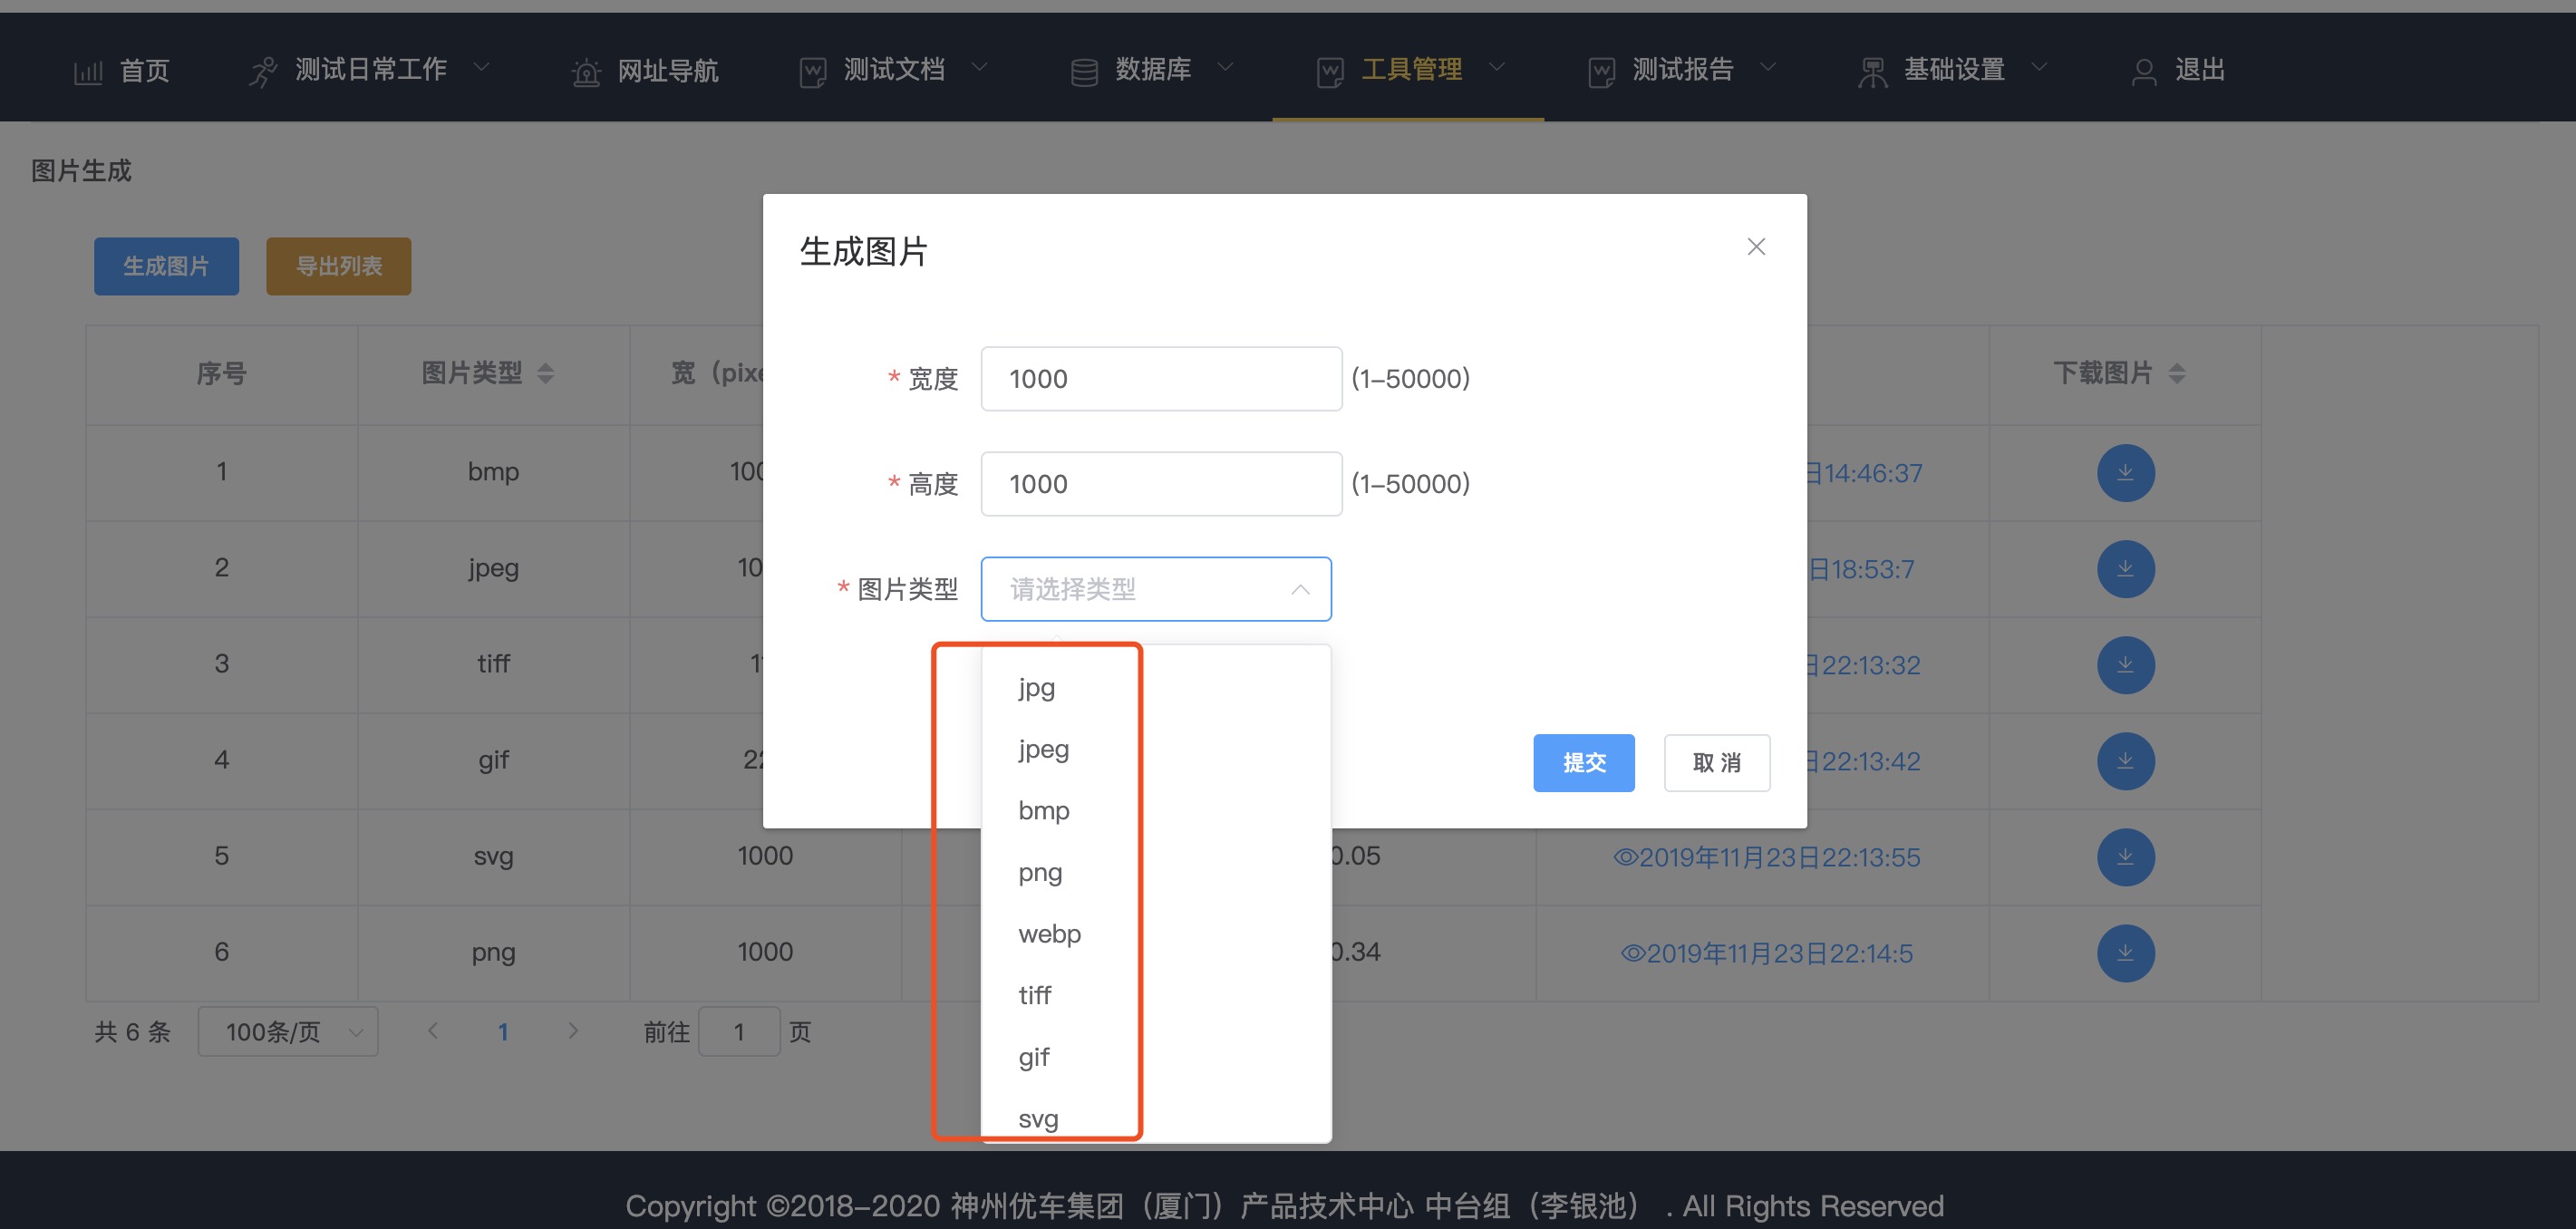 首页 测试日常工作 网址导航 测试文档 数据库 工具管理 测试报告 基础设置 退出
图片生成
生成图片
生成图片 导出列表
序号 图片类型 宽 下载图片
* 宽度 1000 (1-50000)
1 bmp 日14:46:37
* 高度 1000 (1-50000)
2 jpeg 日18:53:7
* 图片类型 请选择类型
3 tiff 日22:13:32
jpg
jpeg
4 gif 日22:13:42
提交 取 消
bmp
5 svg 1000 0.05 2019年11月23日22:13:55
png
webp
6 png 1000 0.34 2019年11月23日22:14:5
tiff
共 6 条 100条/页 1 前往 1 页
gif
svg
Copyright ©2018-2020 神州优车集团（厦门）产品技术中心 中台组（李银池） . All Rights Reserved